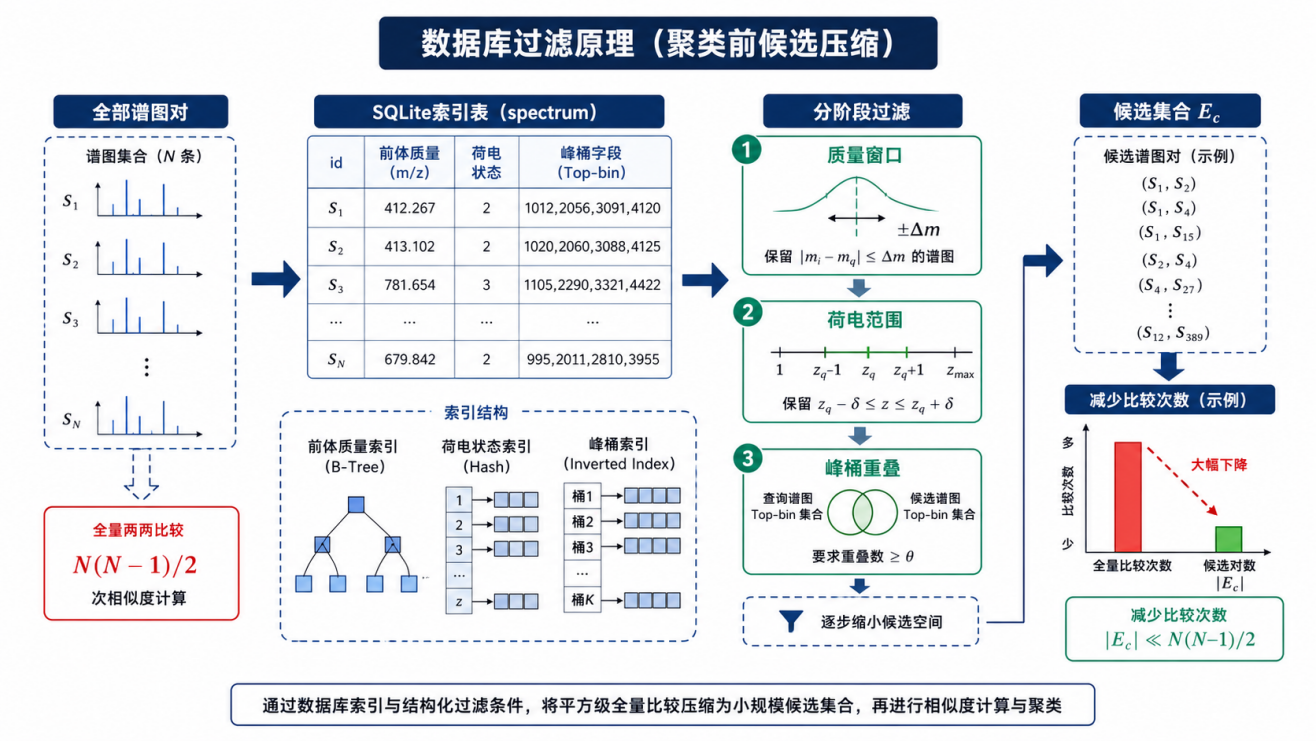 数据库过滤原理（聚类前候选压缩）
全部谱图对
谱图集合（N 条）
S₁
S₂
S₃
⋮
S_N
全量两两比较
N(N − 1)/2
次相似度计算
SQLite索引表（spectrum）
id 前体质量（m/z） 荷电状态 峰桶字段（Top-bin）
S₁ 412.267 2 1012,2056,3091,4120
S₂ 413.102 2 1020,2060,3088,4125
S₃ 781.654 3 1105,2290,3321,4422
... ... ... ...
S_N 679.842 2 995,2011,2810,3955
索引结构
前体质量索引
(B-Tree)
...
荷电状态索引
(Hash)
1
2
3
...
z
峰桶索引
(Inverted Index)
桶1
桶2
桶3
...
桶K
分阶段过滤
1
质量窗口
±Δm
保留 |m_i − m_q| ≤ Δm 的谱图
2
荷电范围
1 z_q−1 z_q z_q+1 z_max
保留 z_q − δ ≤ z ≤ z_q + δ
3
峰桶重叠
查询谱图
Top-bin 集合
候选谱图
Top-bin 集合
要求重叠数 ≥ θ
逐步缩小候选空间
候选集合 E_c
候选谱图对（示例）
(S₁, S₂)
(S₁, S₄)
(S₁, S₁₅)
(S₂, S₄)
(S₄, S₂₇)
⋮
(S₁₂, S₃₈₉)
减少比较次数（示例）
多
比较次数
少
大幅下降
全量比较次数
候选对数
|E_c|
减少比较次数
|E_c| ≪ N(N−1)/2
通过数据库索引与结构化过滤条件，将平方级全量比较压缩为小规模候选集合，再进行相似度计算与聚类